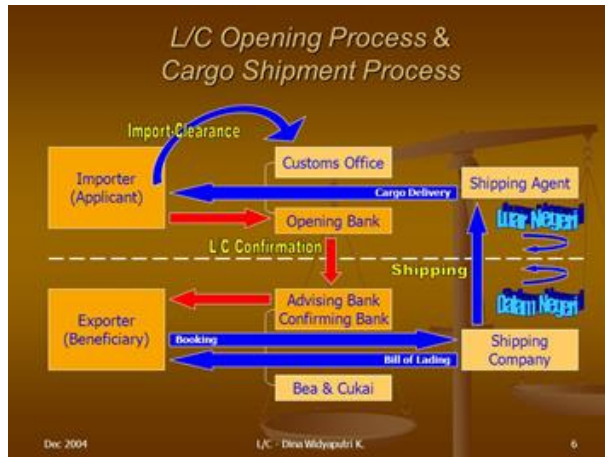 L/C Opening Process &
Cargo Shipment Process
Import Clearance
Customs Office
Importer
(Applicant)
Cargo Delivery
Shipping Agent
Opening Bank
Luar Negeri
L C Confirmation
Shipping
Dalam Negeri
Advising Bank
Confirming Bank
Exporter
(Beneficiary)
Booking
Shipping
Company
Bill of Lading
Bea & Cukai
Dec 2004
L/C - Dina Widyaputri K.
6